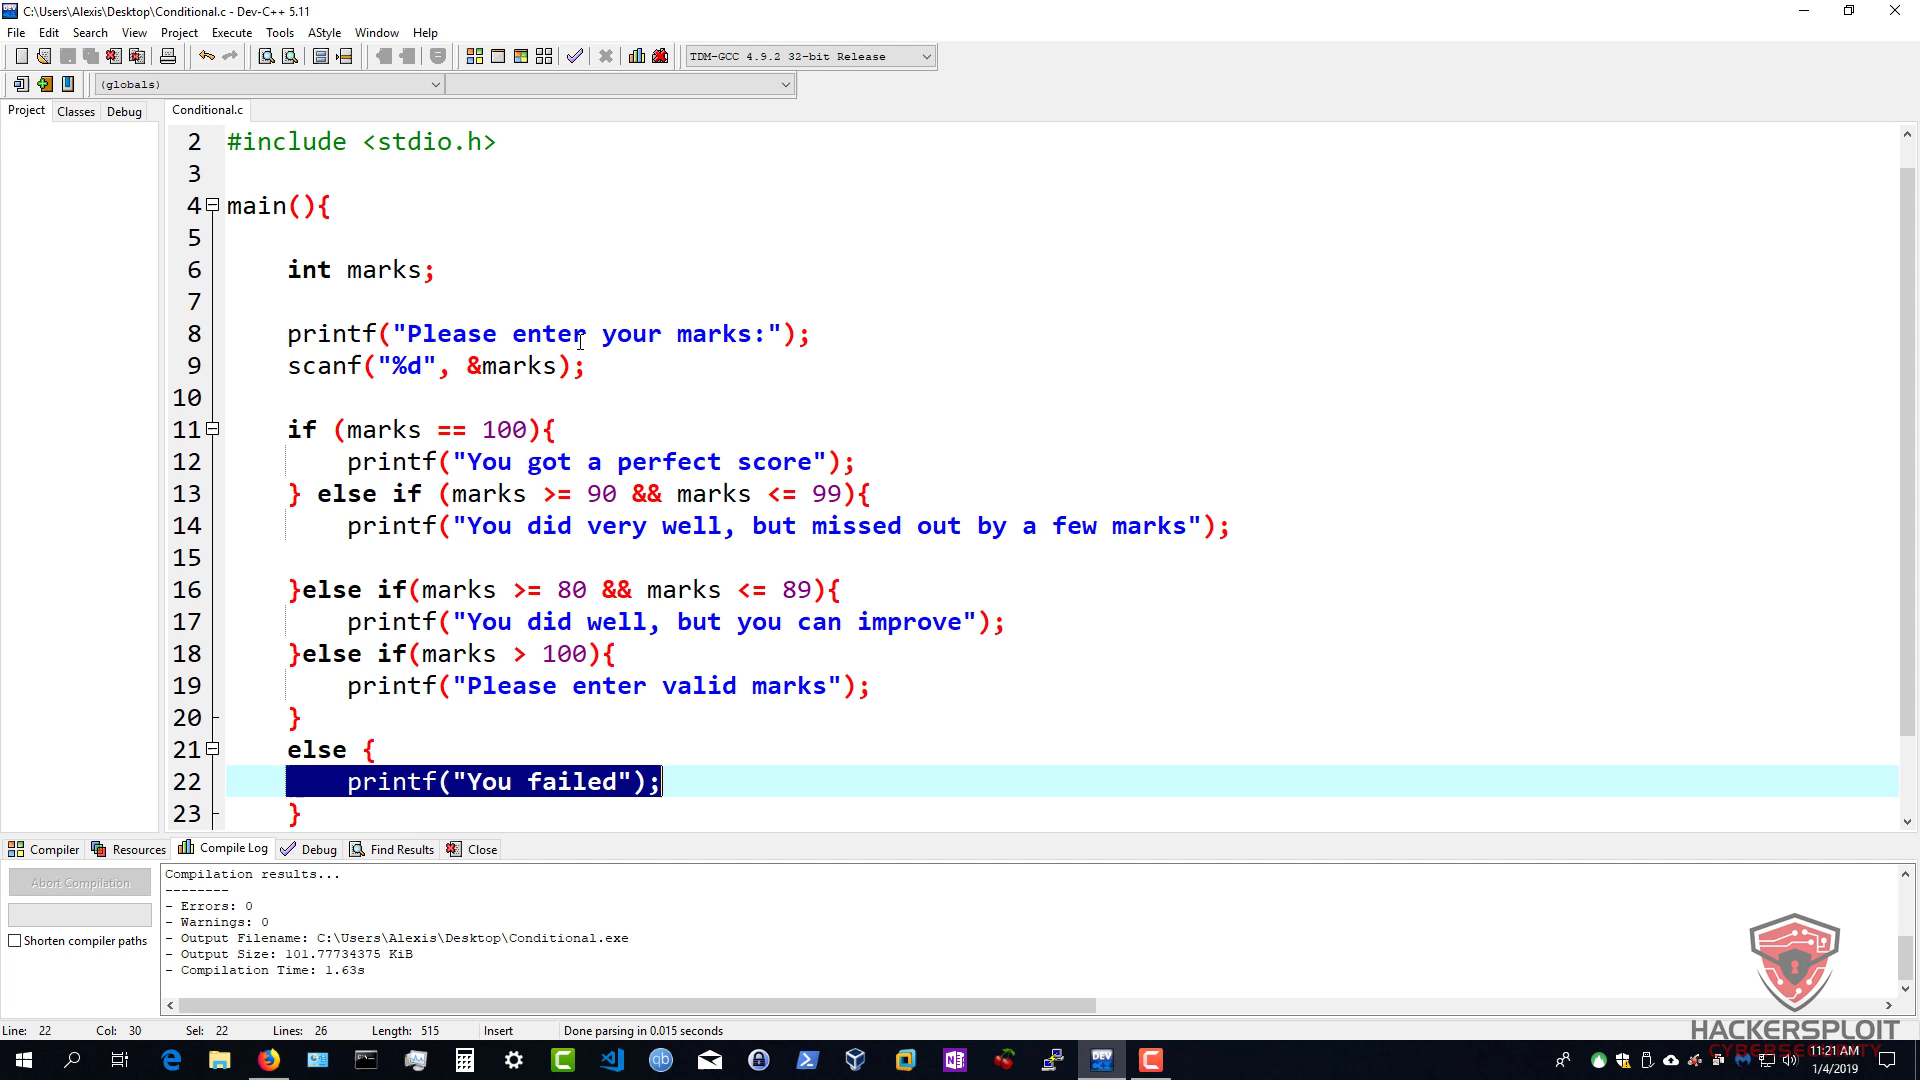 C:\Users\Alexis\Desktop\Conditional.c - Dev-C++ 5.11
File Edit Search View Project Execute Tools AStyle Window Help
TDM-GCC 4.9.2 32-bit Release
(globals)
Project Classes Debug Conditional.c
2 #include <stdio.h>
3
4 main(){
5
6 int marks;
7
8 printf("Please enter your marks:");
9 scanf("%d", &marks);
10
11 if (marks == 100){
12 printf("You got a perfect score");
13 } else if (marks >= 90 && marks <= 99){
14 printf("You did very well, but missed out by a few marks");
15
16 }else if(marks >= 80 && marks <= 89){
17 printf("You did well, but you can improve");
18 }else if(marks > 100){
19 printf("Please enter valid marks");
20 }
21 else {
22 printf("You failed");
23 }
Compiler Resources Compile Log Debug Find Results Close
Abort Compilation
Shorten compiler paths
Compilation results...
--------
- Errors: 0
- Warnings: 0
- Output Filename: C:\Users\Alexis\Desktop\Conditional.exe
- Output Size: 101.77734375 KiB
- Compilation Time: 1.63s
Line: 22 Col: 30 Sel: 22 Lines: 26 Length: 515 Insert Done parsing in 0.015 seconds
HACKERSPLOIT
CYBERSECURITY
DEV
11:21 AM
1/4/2019